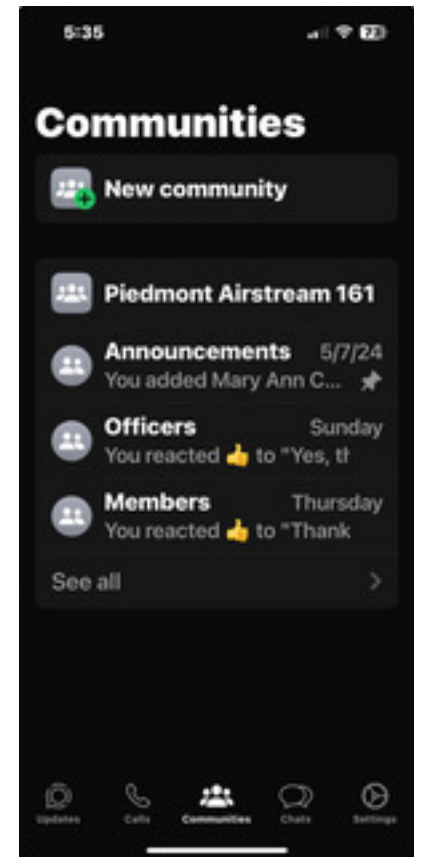 5:35 73
Communities
New community
Piedmont Airstream 161
Announcements 5/7/24
You added Mary Ann C...
Officers Sunday
You reacted 👍 to "Yes, th
Members Thursday
You reacted 👍 to "Thank
See all
Updates Calls Communities Chats Settings